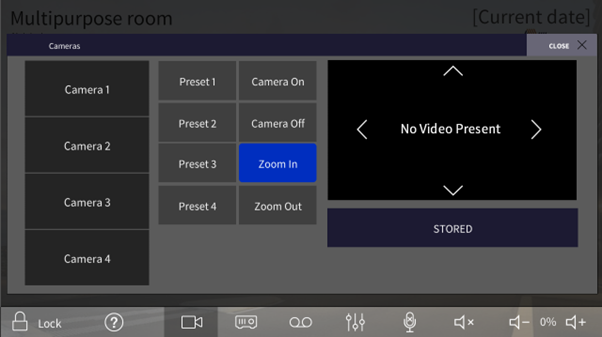 Multipurpose room
[Current date]
Cameras
CLOSE
Camera 1
Camera 2
Camera 3
Camera 4
Preset 1
Camera On
Preset 2
Camera Off
Preset 3
Zoom In
Preset 4
Zoom Out
No Video Present
STORED
Lock
0%